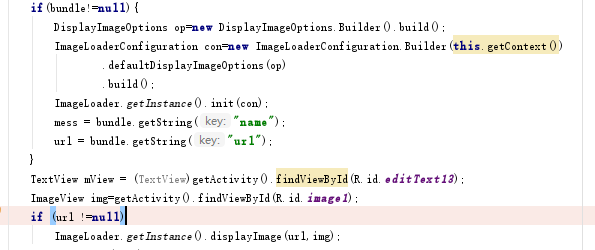 if(bundle!=null){
DisplayImageOptions op=new DisplayImageOptions.Builder().build();
ImageLoaderConfiguration con=new ImageLoaderConfiguration.Builder(this.getContext())
.defaultDisplayImageOptions(op)
.build();
ImageLoader.getInstance().init(con);
mess = bundle.getString( key: "name");
url = bundle.getString( key: "url");
}
TextView mView = (TextView)getActivity().findViewById(R.id.editText13);
ImageView img=getActivity().findViewById(R.id.image1);
if (url !=null)
ImageLoader.getInstance().displayImage(url,img);